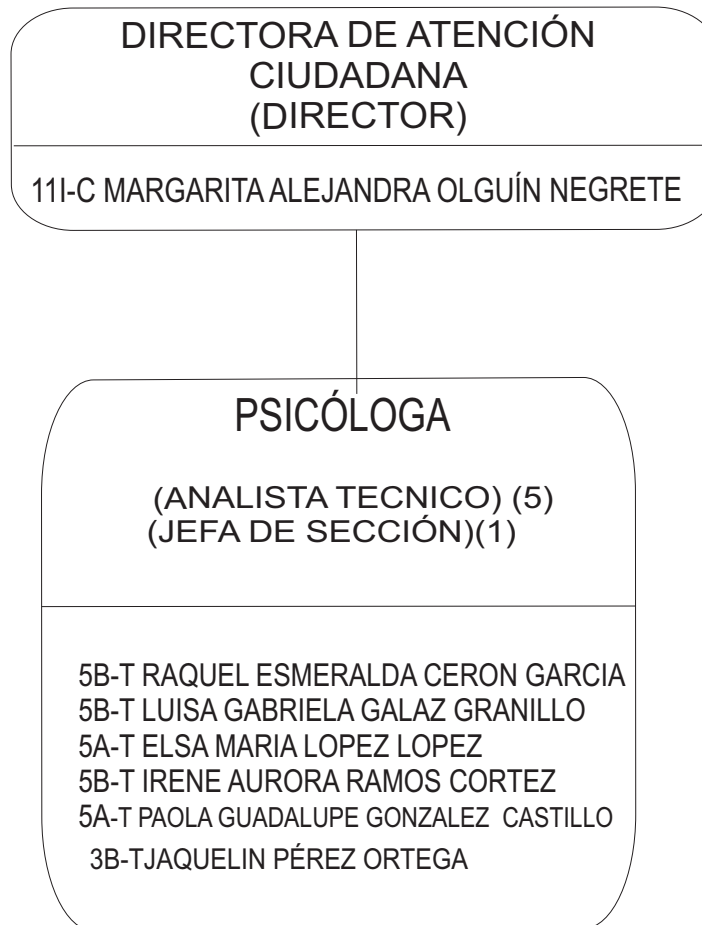 DIRECTORA DE ATENCIÓN
CIUDADANA
(DIRECTOR)
11I-C MARGARITA ALEJANDRA OLGUÍN NEGRETE
PSICÓLOGA
(ANALISTA TECNICO) (5)
(JEFA DE SECCIÓN)(1)
5B-T RAQUEL ESMERALDA CERON GARCIA
5B-T LUISA GABRIELA GALAZ GRANILLO
5A-T ELSA MARIA LOPEZ LOPEZ
5B-T IRENE AURORA RAMOS CORTEZ
5A-T PAOLA GUADALUPE GONZALEZ CASTILLO
3B-TJAQUELIN PÉREZ ORTEGA